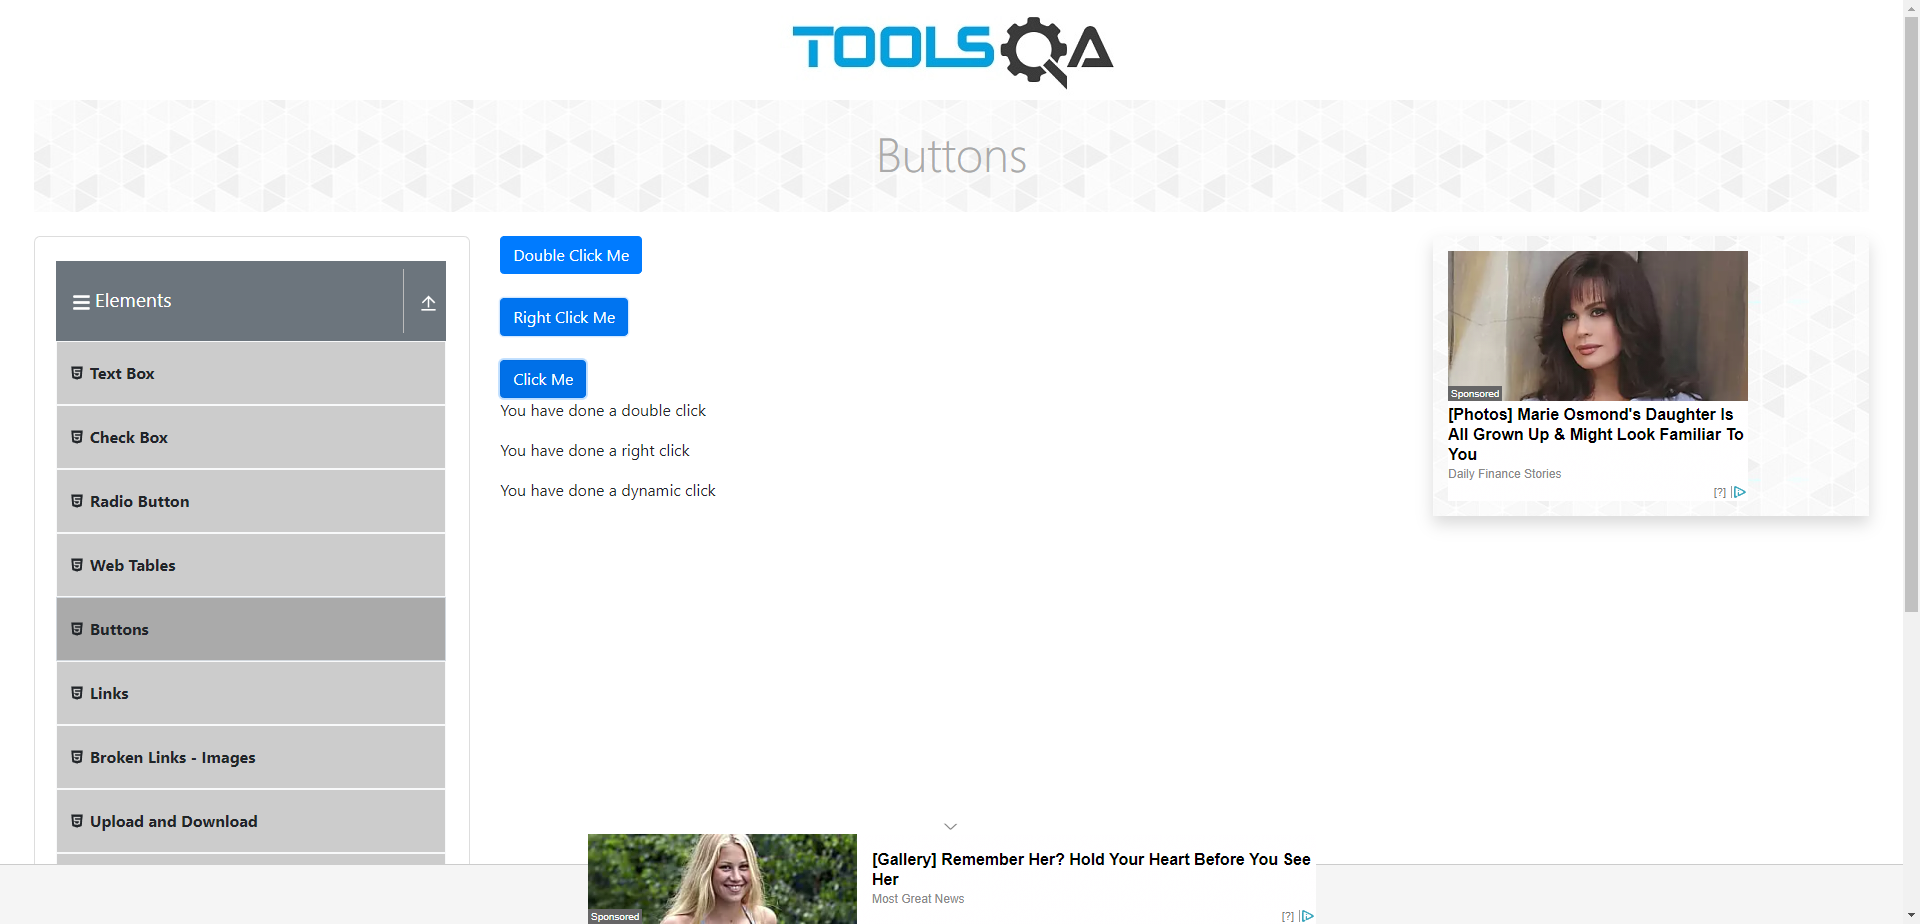 TOOLSQA
Buttons
Elements
Text Box
Check Box
Radio Button
Web Tables
Buttons
Links
Broken Links - Images
Upload and Download
Double Click Me
Right Click Me
Click Me
You have done a double click
You have done a right click
You have done a dynamic click
Sponsored
[Photos] Marie Osmond's Daughter Is
All Grown Up & Might Look Familiar To
You
Daily Finance Stories
[?]
Sponsored
[Gallery] Remember Her? Hold Your Heart Before You See
Her
Most Great News
[?]